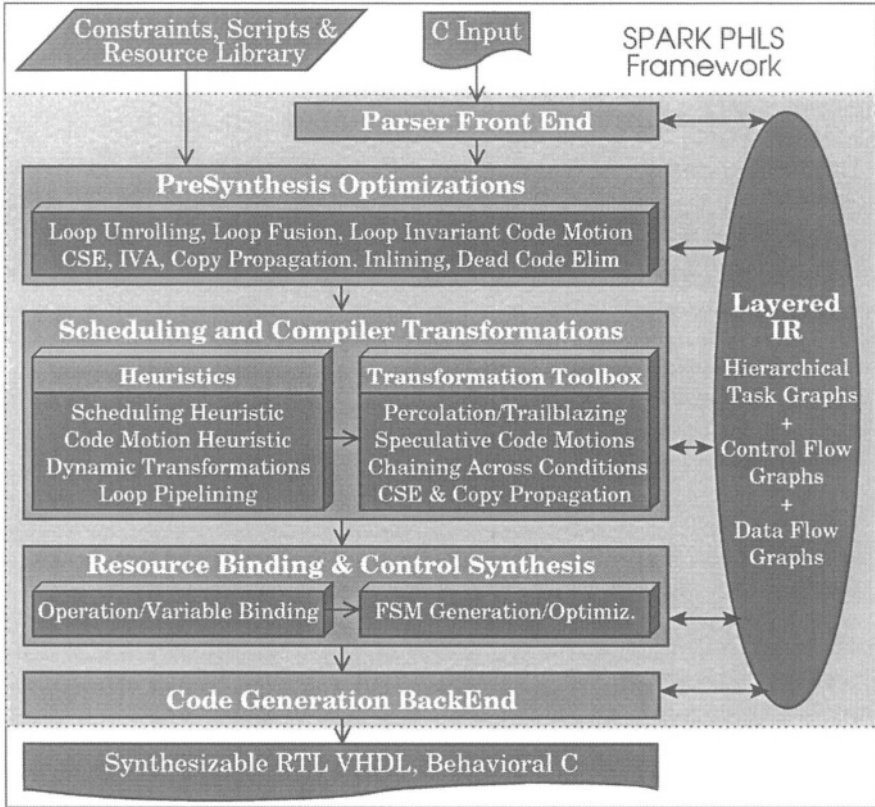 Constraints, Scripts &
Resource Library
C Input
SPARK PHLS
Framework
Parser Front End
PreSynthesis Optimizations
Loop Unrolling, Loop Fusion, Loop Invariant Code Motion
CSE, IVA, Copy Propagation, Inlining, Dead Code Elim
Scheduling and Compiler Transformations
Heuristics
Scheduling Heuristic
Code Motion Heuristic
Dynamic Transformations
Loop Pipelining
Transformation Toolbox
Percolation/Trailblazing
Speculative Code Motions
Chaining Across Conditions
CSE & Copy Propagation
Resource Binding & Control Synthesis
Operation/Variable Binding
FSM Generation/Optimiz.
Code Generation BackEnd
Synthesizable RTL VHDL, Behavioral C
Layered
IR
Hierarchical
Task Graphs
+
Control Flow
Graphs
+
Data Flow
Graphs